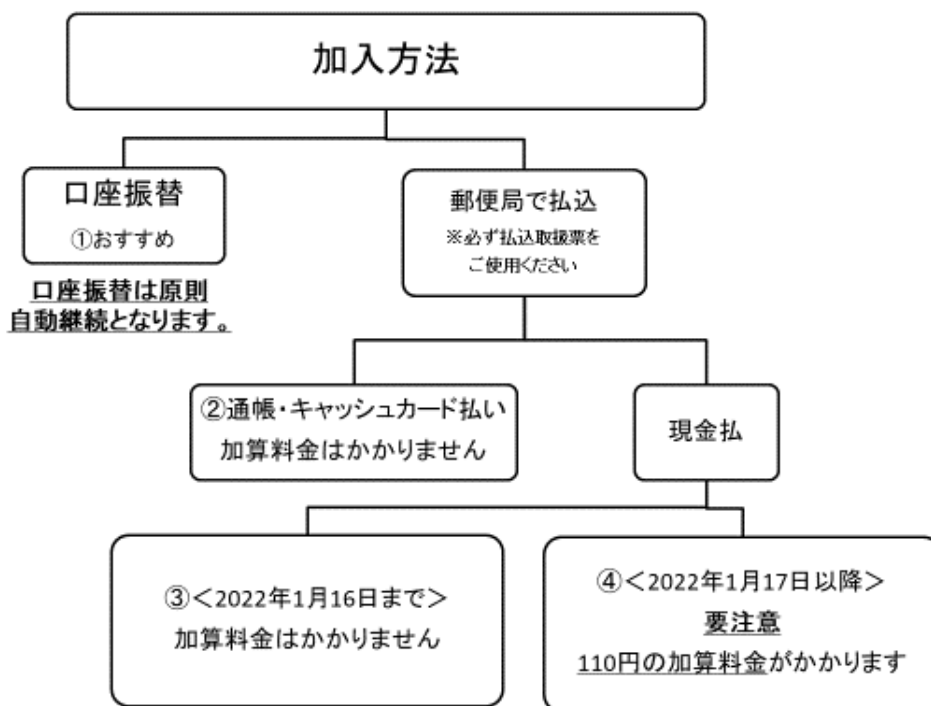 加入方法
口座振替
①おすすめ
口座振替は原則
自動継続となります。
郵便局で払込
※必ず払込取扱票を
ご使用ください
②通帳・キャッシュカード払い
加算料金はかかりません
現金払
③＜2022年1月16日まで＞
加算料金はかかりません
④＜2022年1月17日以降＞
要注意
110円の加算料金がかかります